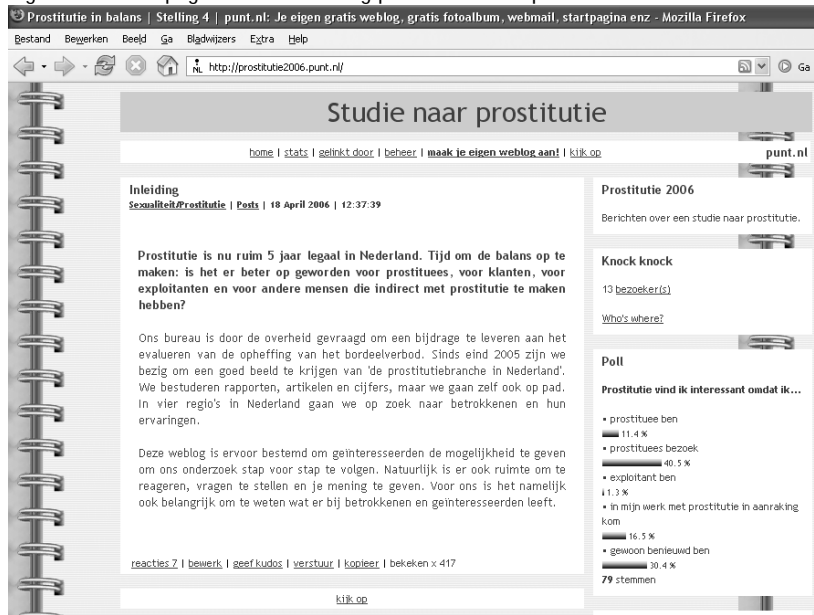 Prostitutie in balans | Stelling 4 | punt.nl: Je eigen gratis weblog, gratis fotoalbum, webmail, startpagina enz - Mozilla Firefox
Bestand Bewerken Beeld Ga Bladwijzers Extra Help
NL http://prostitutie2006.punt.nl/ Ga
Studie naar prostitutie
home | stats | gelinkt door | beheer | maak je eigen weblog aan! | kijk op
punt.nl
Inleiding
Sexualiteit/Prostitutie | Posts | 18 April 2006 | 12:37:39
Prostitutie is nu ruim 5 jaar legaal in Nederland. Tijd om de balans op te
maken: is het er beter op geworden voor prostituees, voor klanten, voor
exploitanten en voor andere mensen die indirect met prostitutie te maken
hebben?
Ons bureau is door de overheid gevraagd om een bijdrage te leveren aan het
evalueren van de opheffing van het bordeelverbod. Sinds eind 2005 zijn we
bezig om een goed beeld te krijgen van 'de prostitutiebranche in Nederland'.
We bestuderen rapporten, artikelen en cijfers, maar we gaan zelf ook op pad.
In vier regio's in Nederland gaan we op zoek naar betrokkenen en hun
ervaringen.
Deze weblog is ervoor bestemd om geïnteresseerden de mogelijkheid te geven
om ons onderzoek stap voor stap te volgen. Natuurlijk is er ook ruimte om te
reageren, vragen te stellen en je mening te geven. Voor ons is het namelijk
ook belangrijk om te weten wat er bij betrokkenen en geïnteresseerden leeft.
reacties 7 | bewerk | geef kudos | verstuur | kopieer | bekeken x 417
kijk op
Prostitutie 2006
Berichten over een studie naar prostitutie.
Knock knock
13 bezoeker(s)
Who's where?
Poll
Prostitutie vind ik interessant omdat ik...
▪ prostituee ben
11.4 %
▪ prostituees bezoek
40.5 %
▪ exploitant ben
1.3 %
▪ in mijn werk met prostitutie in aanraking
kom
16.5 %
▪ gewoon benieuwd ben
30.4 %
79 stemmen